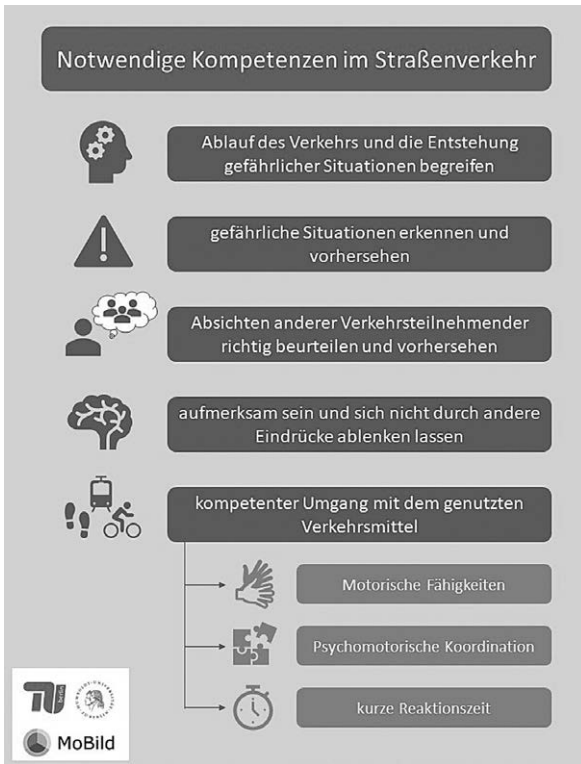 Notwendige Kompetenzen im Straßenverkehr
Ablauf des Verkehrs und die Entstehung
gefährlicher Situationen begreifen
gefährliche Situationen erkennen und
vorhersehen
Absichten anderer Verkehrsteilnehmender
richtig beurteilen und vorhersehen
aufmerksam sein und sich nicht durch andere
Eindrücke ablenken lassen
kompetenter Umgang mit dem genutzten
Verkehrsmittel
Motorische Fähigkeiten
Psychomotorische Koordination
kurze Reaktionszeit
TU berlin
MoBild